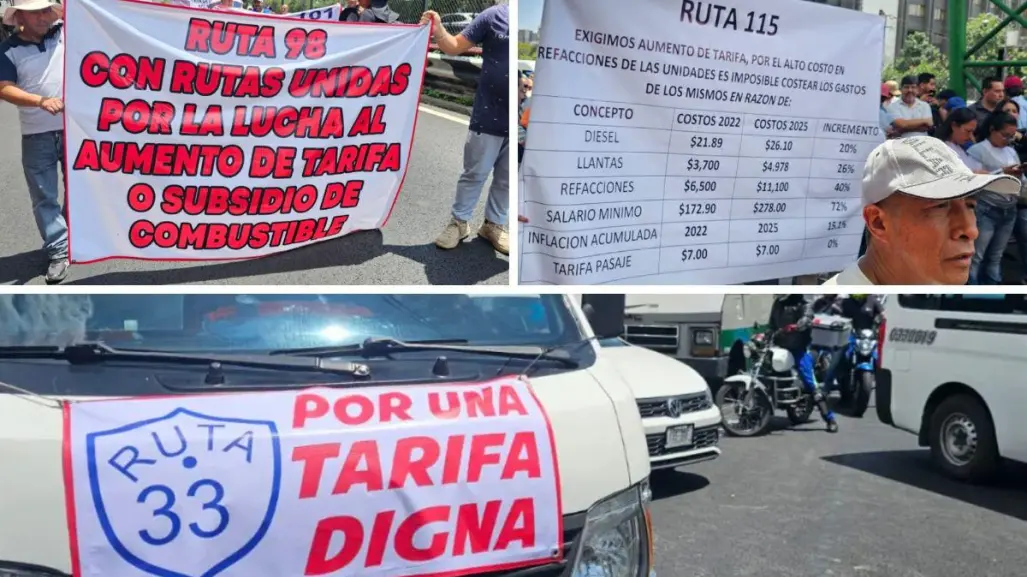 101
RUTA 98
CON RUTAS UNIDAS
POR LA LUCHA AL
AUMENTO DE TARIFA
O SUBSIDIO DE
COMBUSTIBLE
RUTA 115
EXIGIMOS AUMENTO DE TARIFA, POR EL ALTO COSTO EN
REFACCIONES DE LAS UNIDADES ES IMPOSIBLE COSTEAR LOS GASTOS
DE LOS MISMOS EN RAZON DE:
CONCEPTO COSTOS 2022 COSTOS 2025 INCREMENTO
DIESEL $21.89 $26.10 20%
LLANTAS $3,700 $4,978 26%
REFACCIONES $6,500 $11,100 40%
SALARIO MINIMO $172.90 $278.00 72%
INFLACION ACUMULADA 2022 2025 15.1%
TARIFA PASAJE $7.00 $7.00 0%
RUTA
33
POR UNA
TARIFA
DIGNA